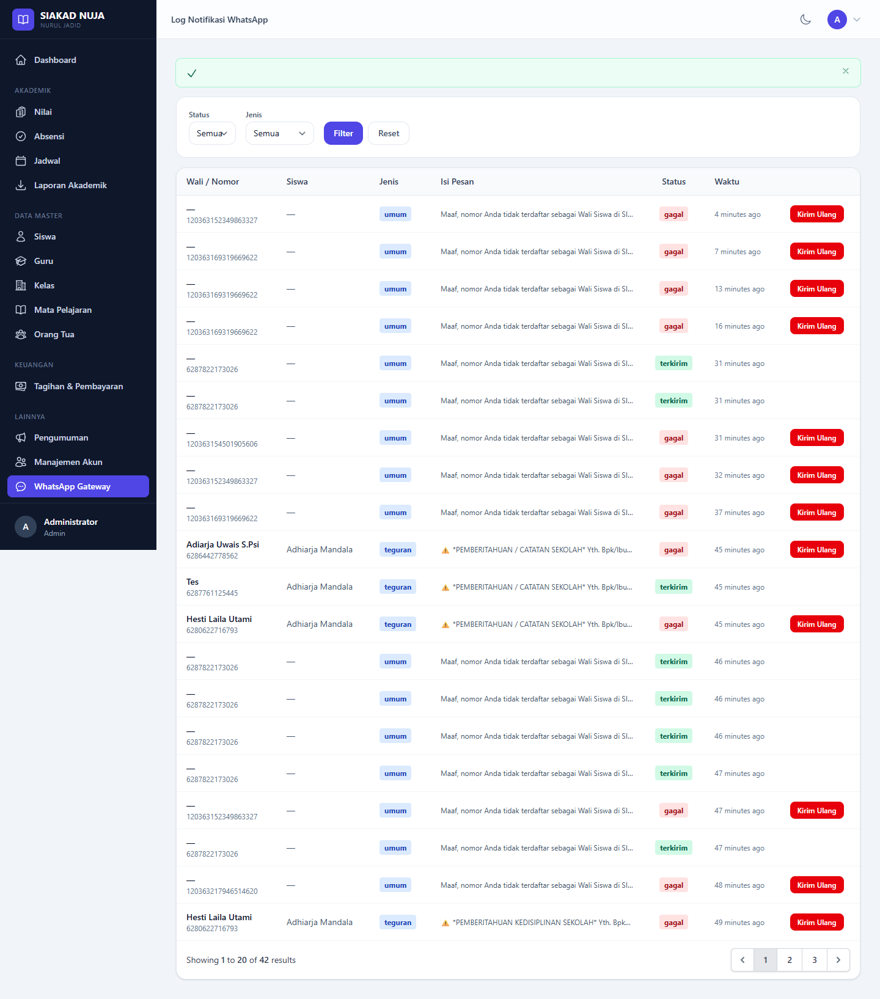 SIAKAD NUJA
NURUL JADID
Log Notifikasi WhatsApp
A
Dashboard
AKADEMIK
Nilai
Absensi
Jadwal
Laporan Akademik
DATA MASTER
Siswa
Guru
Kelas
Mata Pelajaran
Orang Tua
KEUANGAN
Tagihan & Pembayaran
LAINNYA
Pengumuman
Manajemen Akun
WhatsApp Gateway
A
Administrator
Admin
Status
Jenis
Semua
Semua
Filter
Reset
Wali / Nomor Siswa Jenis Isi Pesan Status Waktu
—
120363152349863327 — umum Maaf, nomor Anda tidak terdaftar sebagai Wali Siswa di SI... gagal 4 minutes ago Kirim Ulang
—
120363169319669622 — umum Maaf, nomor Anda tidak terdaftar sebagai Wali Siswa di SI... gagal 7 minutes ago Kirim Ulang
—
120363169319669622 — umum Maaf, nomor Anda tidak terdaftar sebagai Wali Siswa di SI... gagal 13 minutes ago Kirim Ulang
—
120363169319669622 — umum Maaf, nomor Anda tidak terdaftar sebagai Wali Siswa di SI... gagal 16 minutes ago Kirim Ulang
—
6287822173026 — umum Maaf, nomor Anda tidak terdaftar sebagai Wali Siswa di SI... terkirim 31 minutes ago
—
6287822173026 — umum Maaf, nomor Anda tidak terdaftar sebagai Wali Siswa di SI... terkirim 31 minutes ago
—
120363154501905606 — umum Maaf, nomor Anda tidak terdaftar sebagai Wali Siswa di SI... gagal 31 minutes ago Kirim Ulang
—
120363152349863327 — umum Maaf, nomor Anda tidak terdaftar sebagai Wali Siswa di SI... gagal 32 minutes ago Kirim Ulang
—
120363169319669622 — umum Maaf, nomor Anda tidak terdaftar sebagai Wali Siswa di SI... gagal 37 minutes ago Kirim Ulang
Adiarja Uwais S.Psi
6286442778562 Adhiarja Mandala teguran ⚠ *PEMBERITAHUAN / CATATAN SEKOLAH* Yth. Bpk/Ibu... gagal 45 minutes ago Kirim Ulang
Tes
6287761125445 Adhiarja Mandala teguran ⚠ *PEMBERITAHUAN / CATATAN SEKOLAH* Yth. Bpk/Ibu... terkirim 45 minutes ago
Hesti Laila Utami
6280622716793 Adhiarja Mandala teguran ⚠ *PEMBERITAHUAN / CATATAN SEKOLAH* Yth. Bpk/Ibu... gagal 45 minutes ago Kirim Ulang
—
6287822173026 — umum Maaf, nomor Anda tidak terdaftar sebagai Wali Siswa di SI... terkirim 46 minutes ago
—
6287822173026 — umum Maaf, nomor Anda tidak terdaftar sebagai Wali Siswa di SI... terkirim 46 minutes ago
—
6287822173026 — umum Maaf, nomor Anda tidak terdaftar sebagai Wali Siswa di SI... terkirim 46 minutes ago
—
6287822173026 — umum Maaf, nomor Anda tidak terdaftar sebagai Wali Siswa di SI... terkirim 47 minutes ago
—
120363152349863327 — umum Maaf, nomor Anda tidak terdaftar sebagai Wali Siswa di SI... gagal 47 minutes ago Kirim Ulang
—
6287822173026 — umum Maaf, nomor Anda tidak terdaftar sebagai Wali Siswa di SI... terkirim 47 minutes ago
—
120363217946514620 — umum Maaf, nomor Anda tidak terdaftar sebagai Wali Siswa di SI... gagal 48 minutes ago Kirim Ulang
Hesti Laila Utami
6280622716793 Adhiarja Mandala teguran ⚠ *PEMBERITAHUAN KEDISIPLINAN SEKOLAH* Yth. Bpk... gagal 49 minutes ago Kirim Ulang
Showing 1 to 20 of 42 results
1 2 3